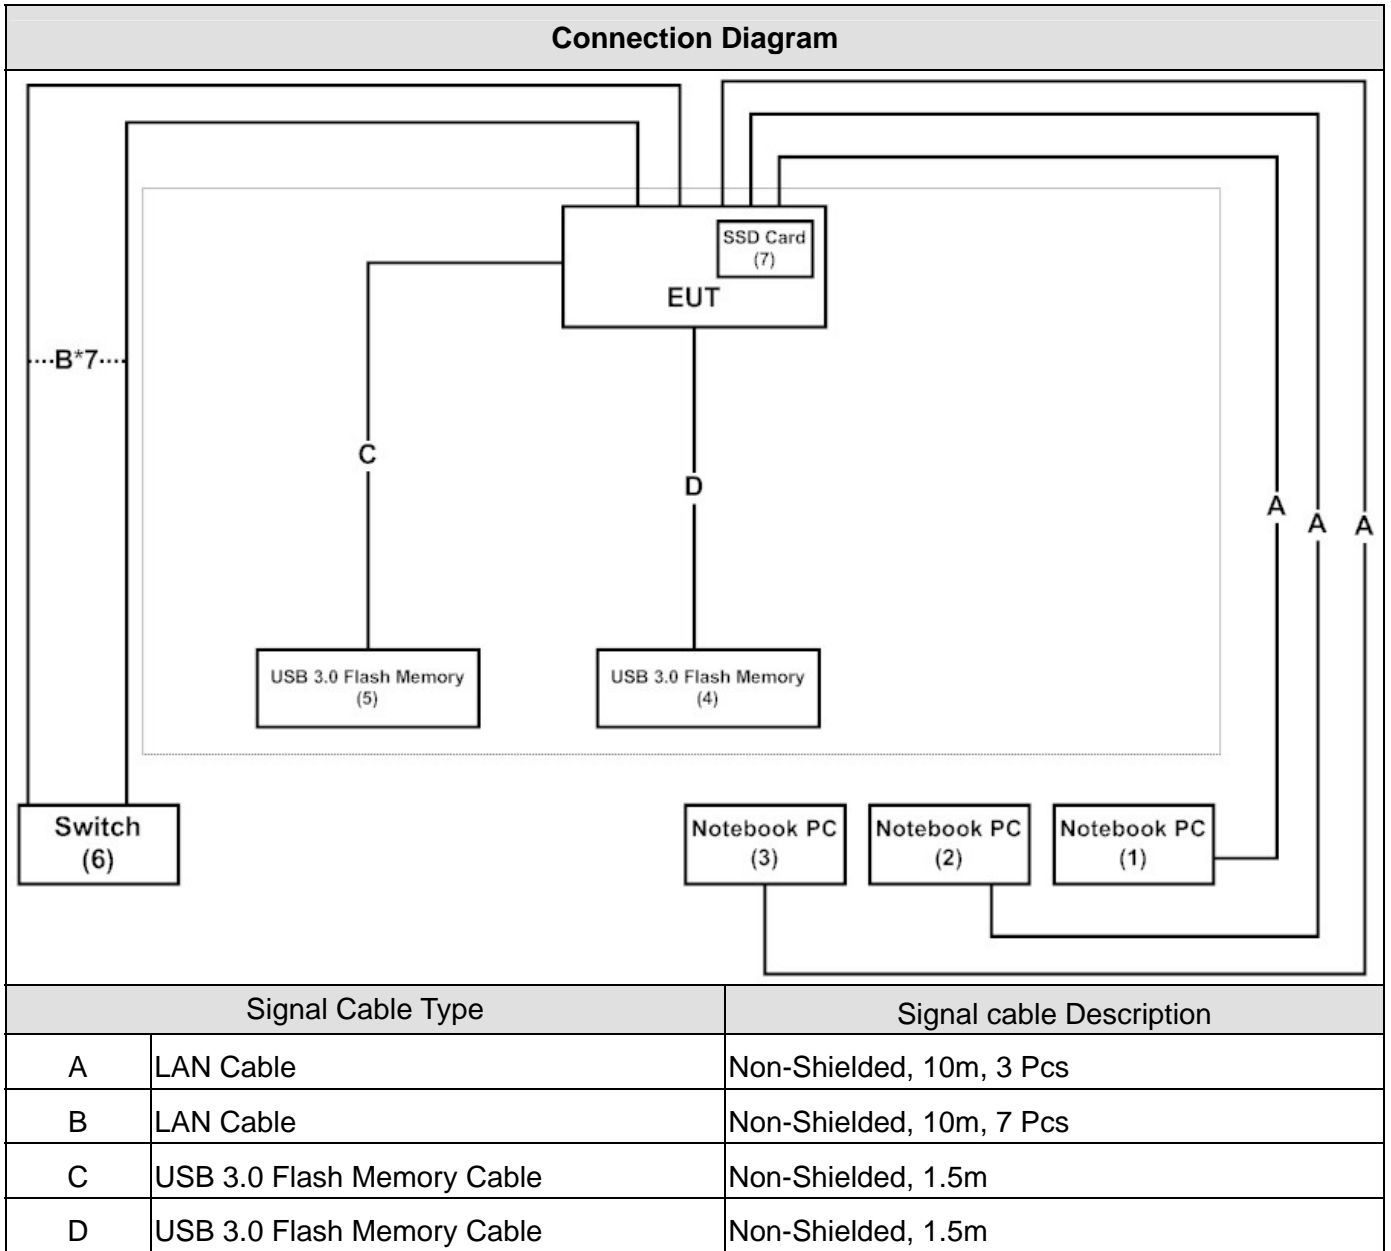 Connection Diagram
SSD Card
(7)
EUT
....B*7....
C
D
A
A
A
USB 3.0 Flash Memory
(5)
USB 3.0 Flash Memory
(4)
Switch
(6)
Notebook PC
(3)
Notebook PC
(2)
Notebook PC
(1)
Signal Cable Type Signal cable Description
A LAN Cable Non-Shielded, 10m, 3 Pcs
B LAN Cable Non-Shielded, 10m, 7 Pcs
C USB 3.0 Flash Memory Cable Non-Shielded, 1.5m
D USB 3.0 Flash Memory Cable Non-Shielded, 1.5m